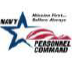 Mission First...
Sailors Always
NAVY
PERSONNEL
COMMAND